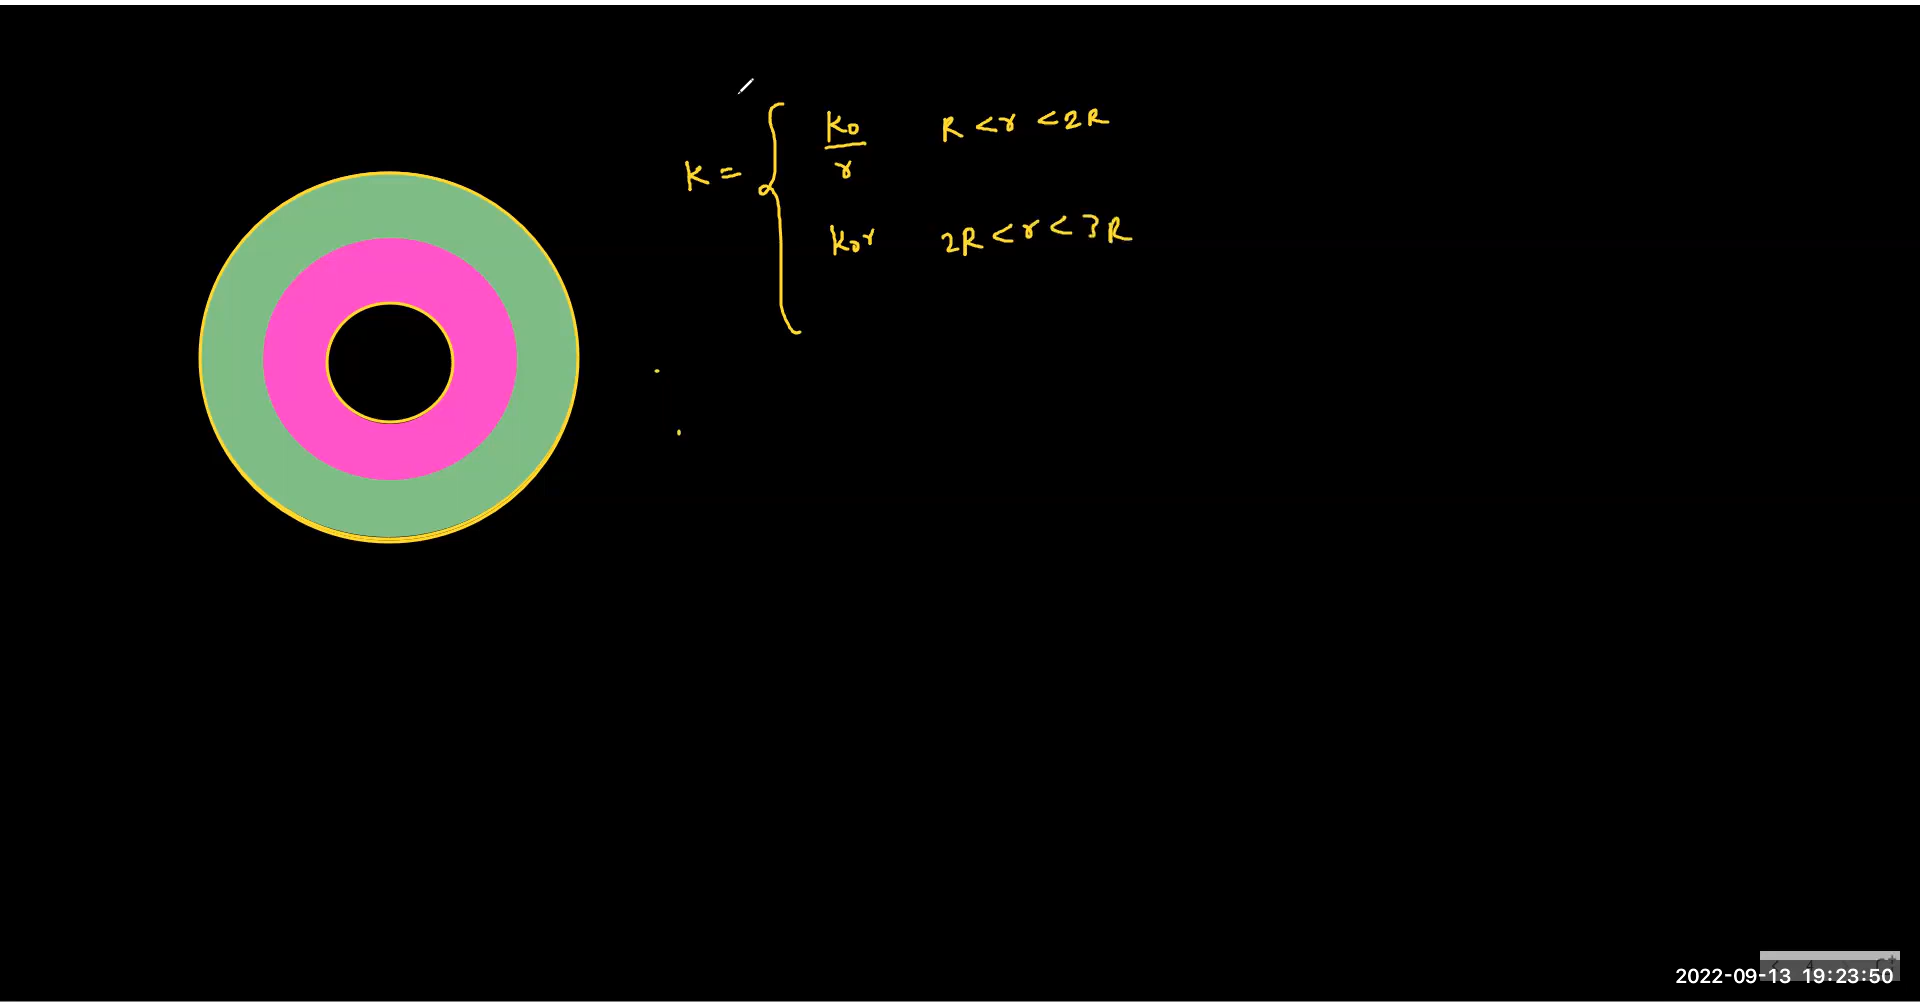 K0/r R < r < 2R
K = {
K0r 2R < r < 3R
2022-09-13 19:23:50